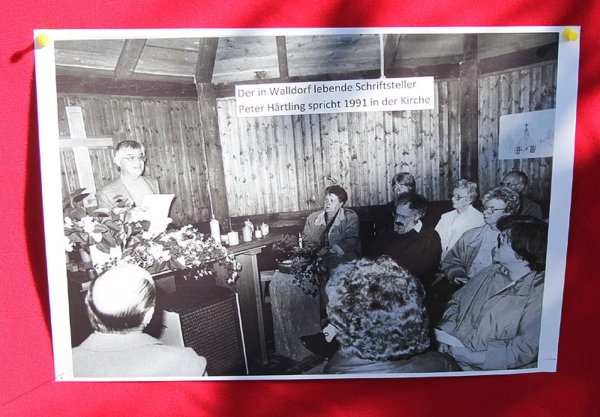 Der in Walldorf lebende Schriftsteller
Peter Härtling spricht 1991 in der Kirche